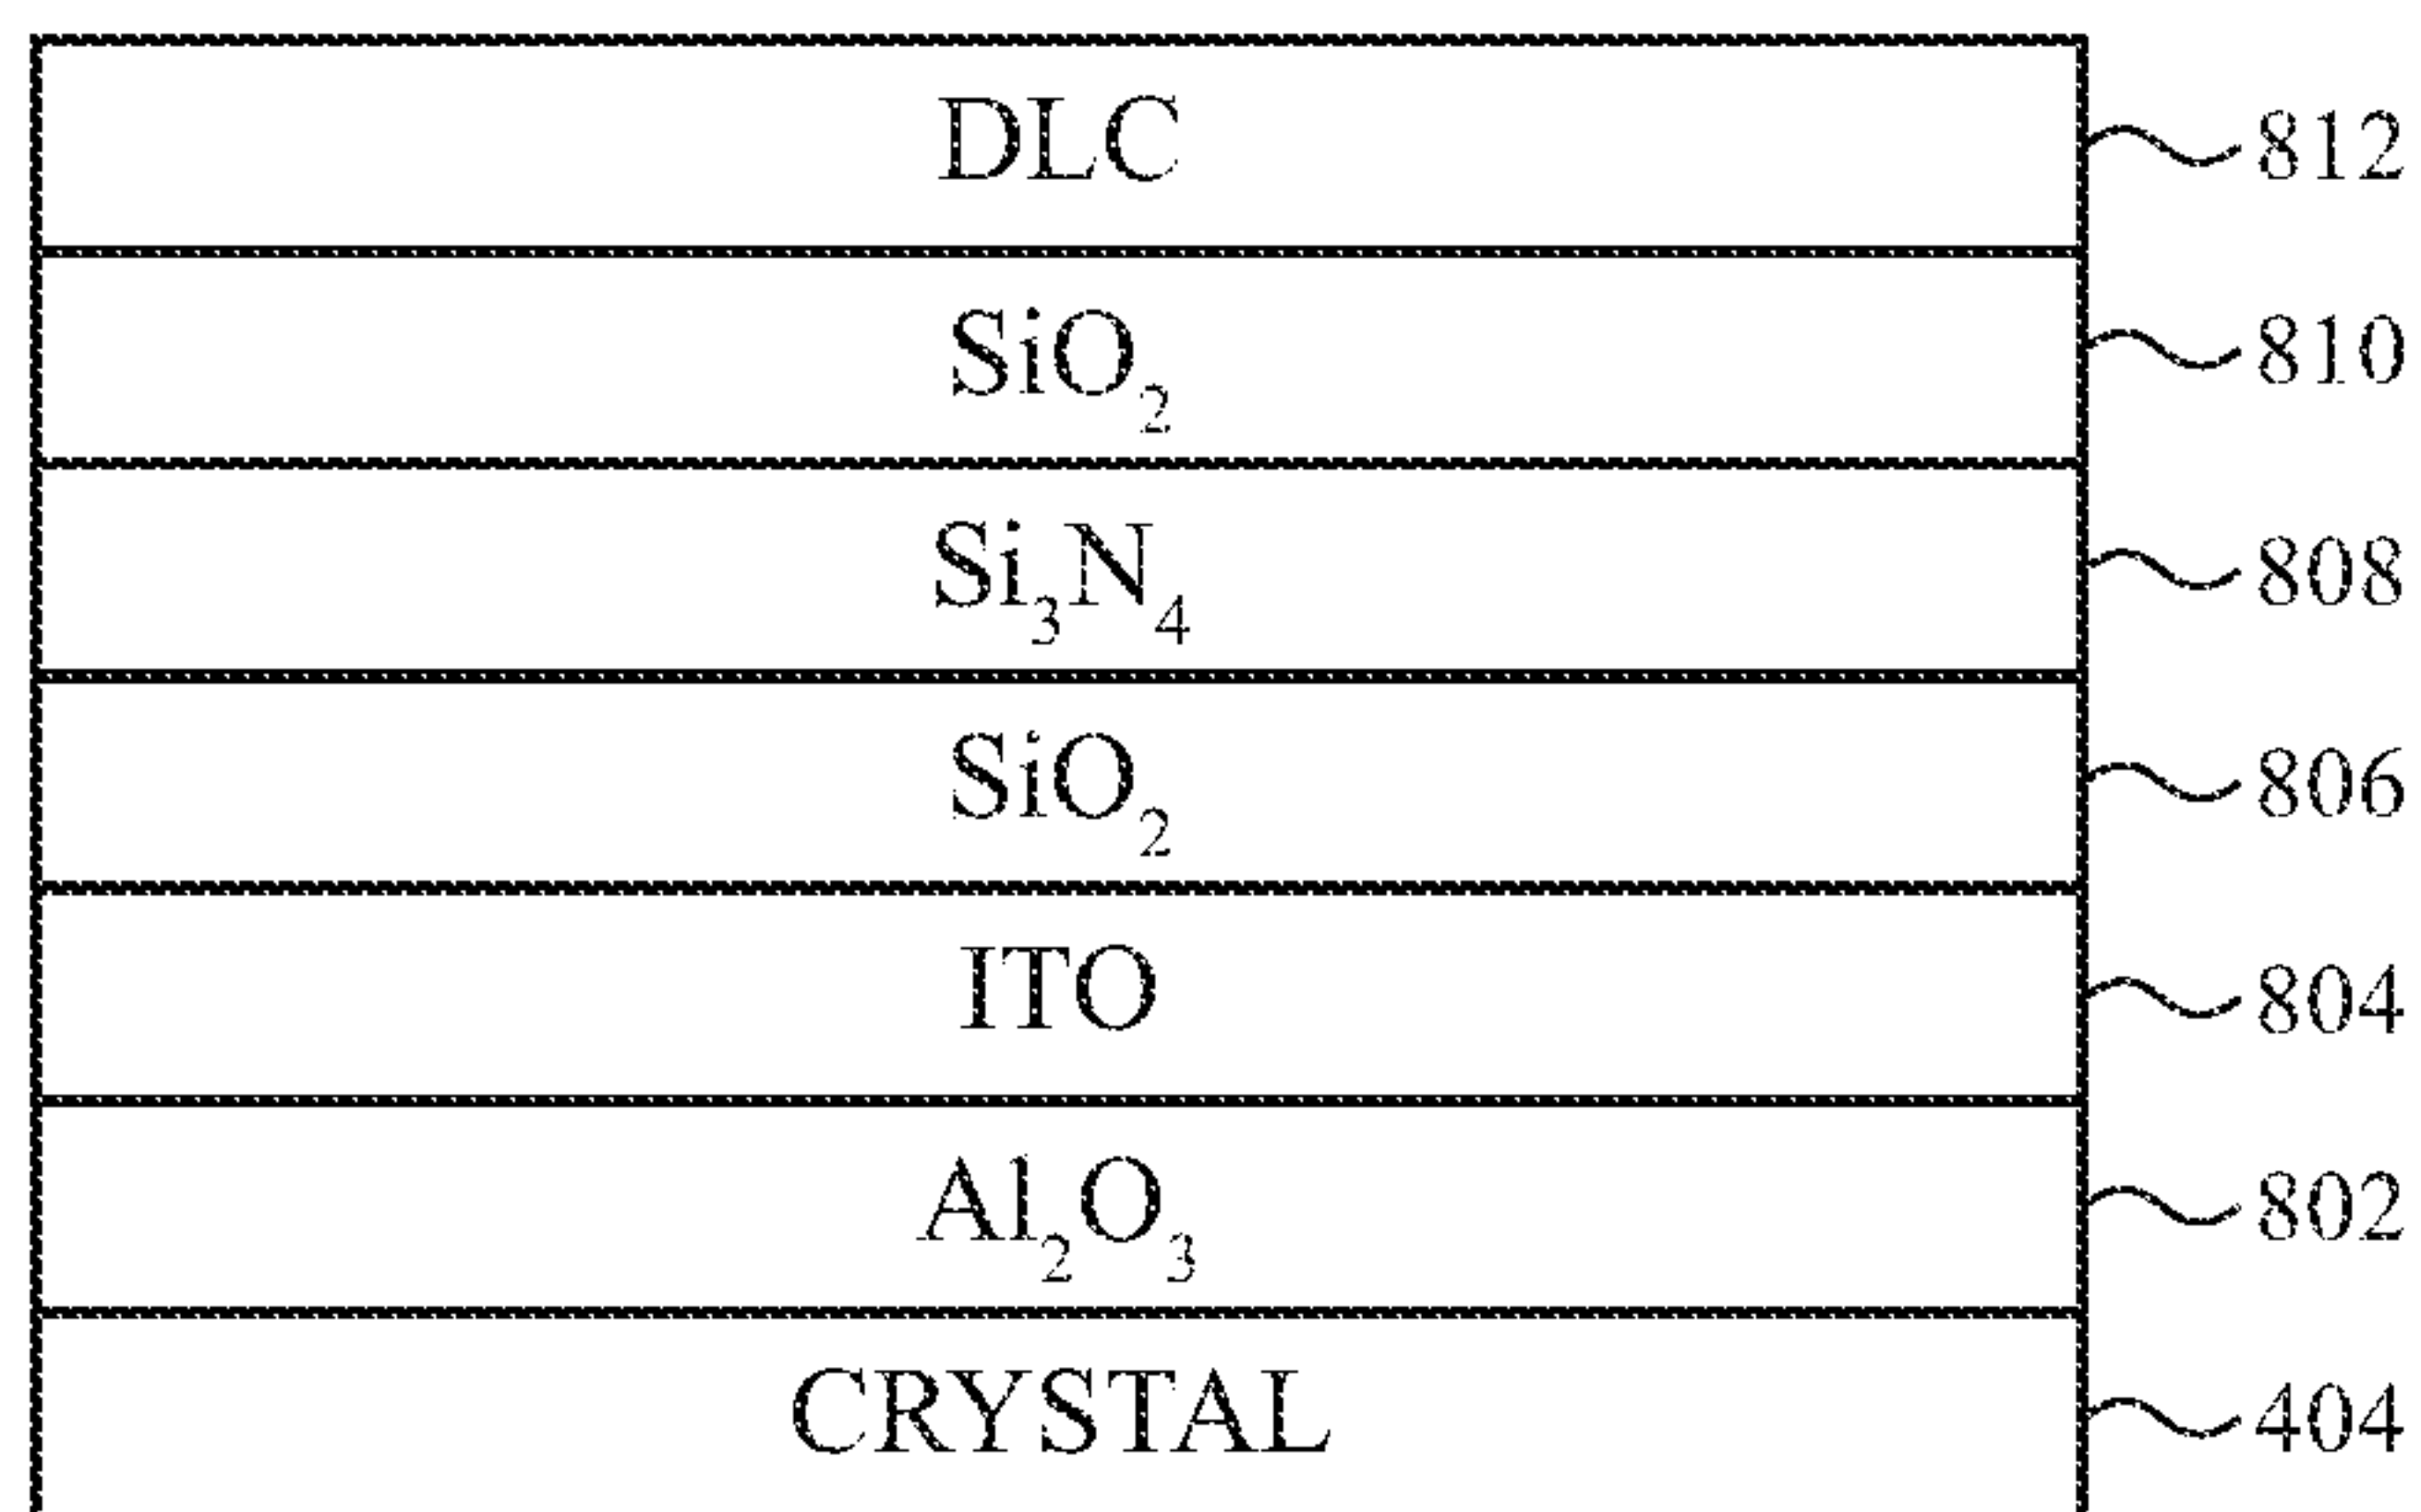 DLC 812
SiO₂ 810
Si₃N₄ 808
SiO₂ 806
ITO 804
Al₂O₃ 802
CRYSTAL 404